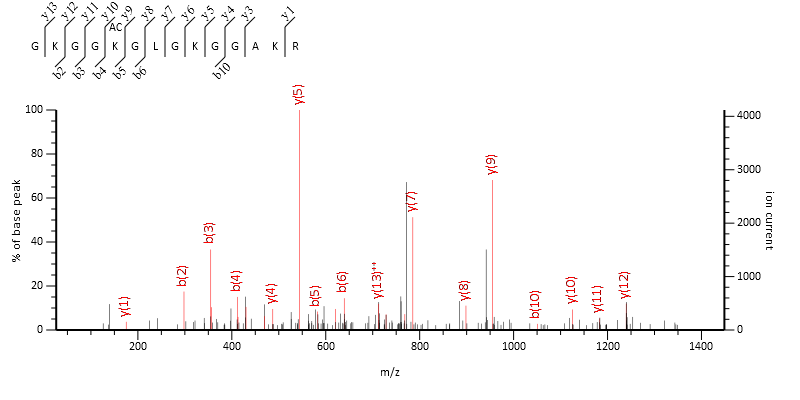 y13 y12 y11 y10 y9 y8 y7 y6 y5 y4 y3 y1
AC
G K G G K G L G K G G A K R
b2 b3 b4 b5 b6 b10
100
80
60
40
20
0
% of base peak
4000
3000
2000
1000
0
ion current
y(1)
b(2)
b(3)
b(4)
y(4)
y(5)
b(5)
b(6)
y(13)++
y(7)
y(8)
y(9)
b(10)
y(10)
y(11)
y(12)
200 400 600 800 1000 1200 1400
m/z